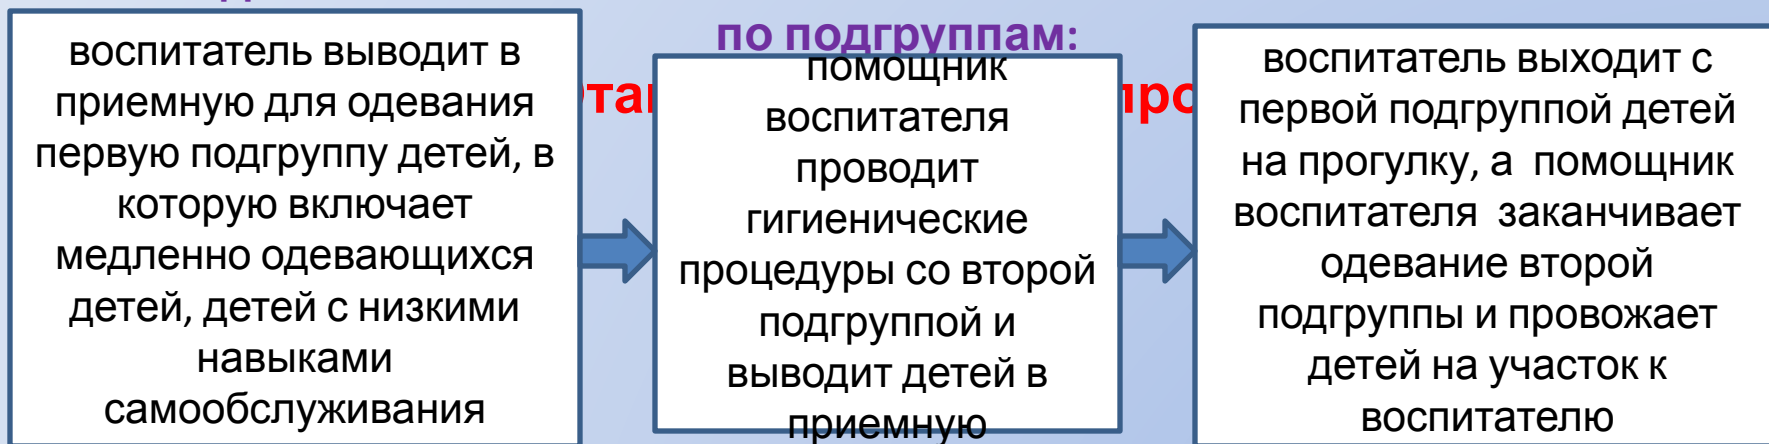 по подгруппам:
воспитатель выводит в
приемную для одевания
первую подгруппу детей, в
которую включает
медленно одевающихся
детей, детей с низкими
навыками
самообслуживания
помощник
воспитателя
проводит
гигиенические
процедуры со второй
подгруппой и
выводит детей в
приемную
воспитатель выходит с
первой подгруппой детей
на прогулку, а помощник
воспитателя заканчивает
одевание второй
подгруппы и провожает
детей на участок к
воспитателю